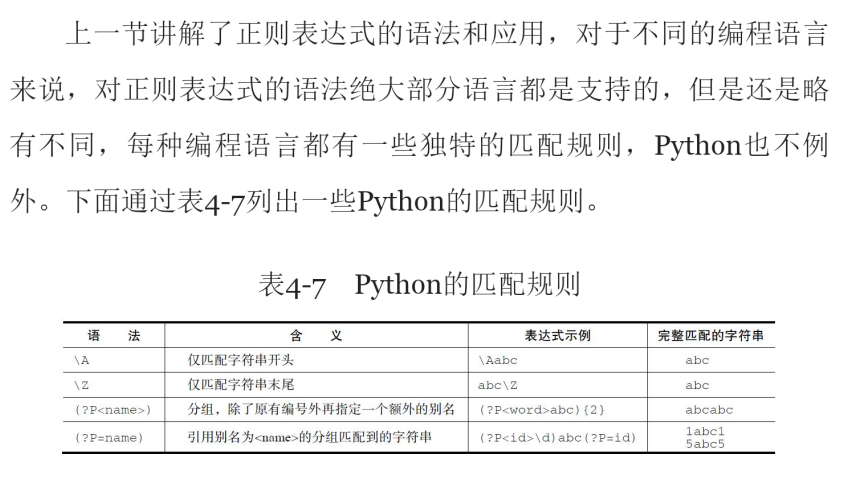 上一节讲解了正则表达式的语法和应用，对于不同的编程语言
来说，对正则表达式的语法绝大部分语言都是支持的，但是还是略
有不同，每种编程语言都有一些独特的匹配规则，Python也不例
外。下面通过表4-7列出一些Python的匹配规则。
表4-7 Python的匹配规则
语 法 含 义 表达式示例 完整匹配的字符串
\A 仅匹配字符串开头 \Aabc abc
\Z 仅匹配字符串末尾 abc\Z abc
(?P<name>) 分组，除了原有编号外再指定一个额外的别名 (?P<word>abc){2} abcabc
(?P=name) 引用别名为<name>的分组匹配到的字符串 (?P<id>\d)abc(?P=id) 1abc1
5abc5